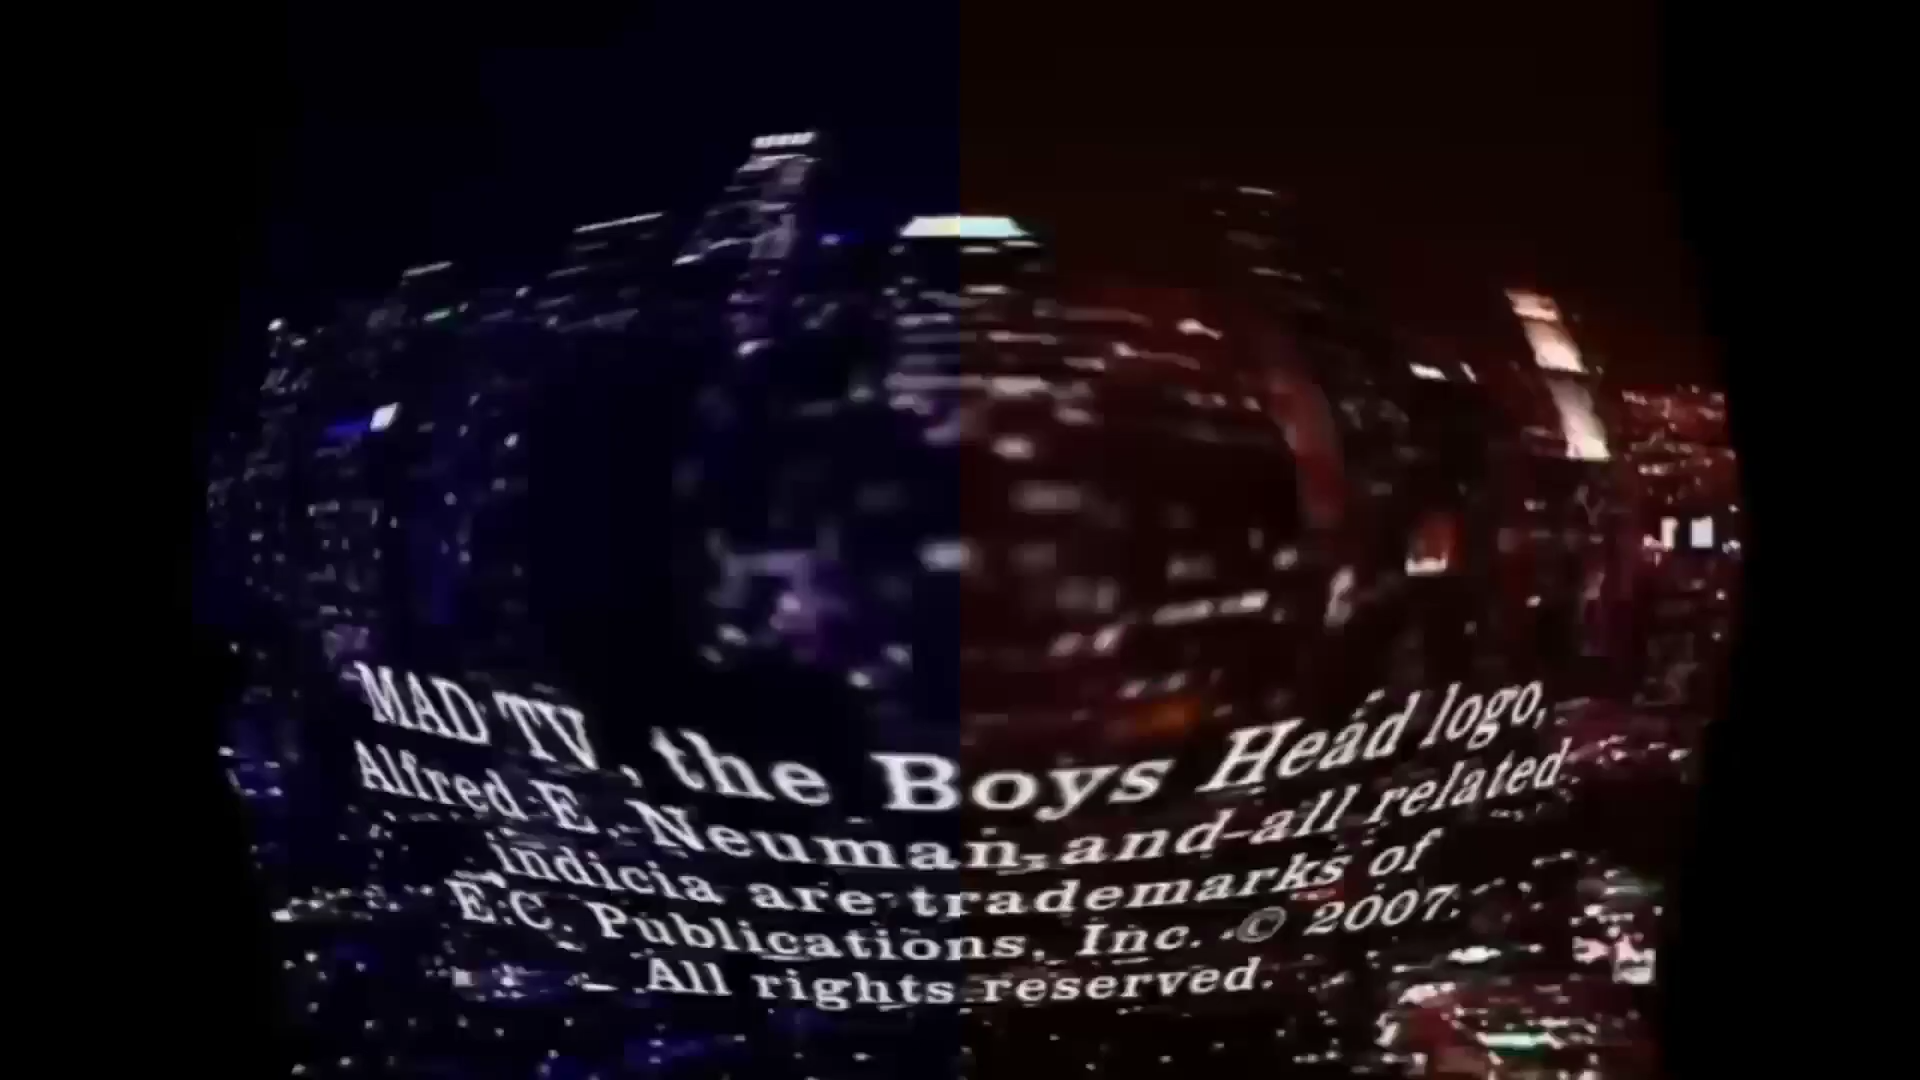 MAD TV, the Boys Head logo,
Alfred E. Neuman, and all related
indicia are trademarks of
E.C. Publications, Inc. © 2007.
All rights reserved.